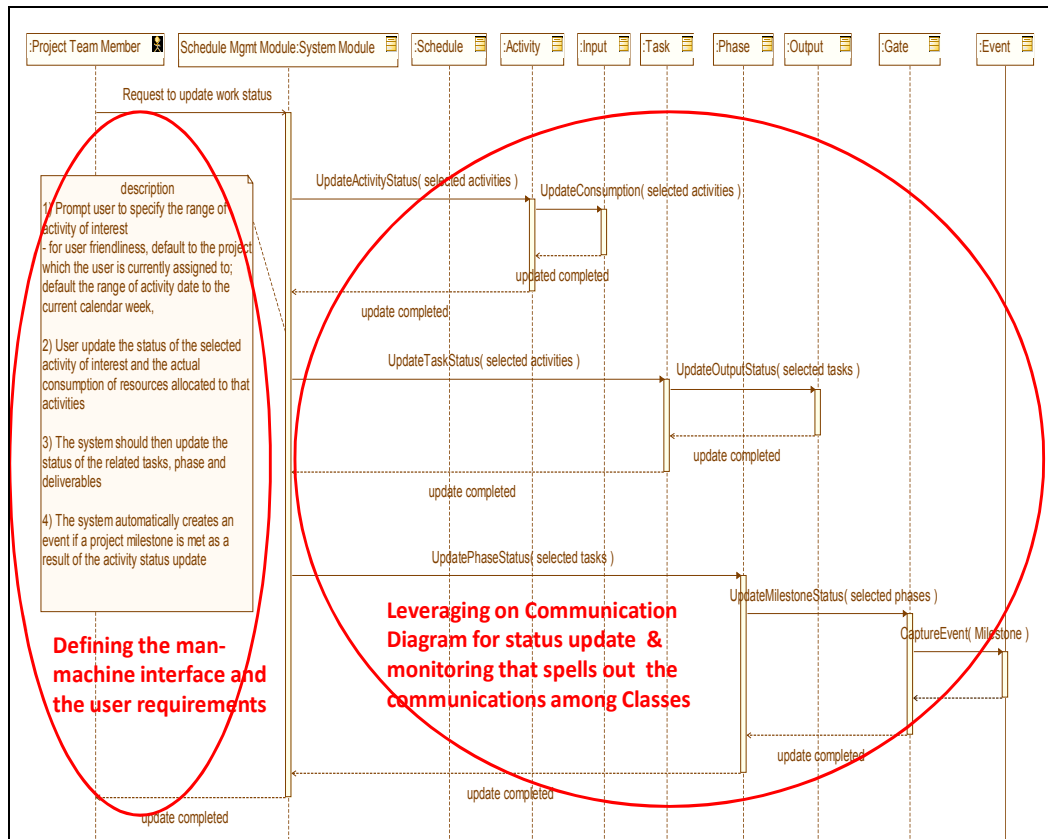 :Project Team Member
Schedule Mgmt Module:System Module
:Schedule
:Activity
:Input
:Task
:Phase
:Output
:Gate
:Event
Request to update work status
description
1) Prompt user to specify the range of
activity of interest
- for user friendliness, default to the project
which the user is currently assigned to;
default the range of activity date to the
current calendar week,
2) User update the status of the selected
activity of interest and the actual
consumption of resources allocated to that
activities
3) The system should then update the
status of the related tasks, phase and
deliverables
4) The system automatically creates an
event if a project milestone is met as a
result of the activity status update
Defining the man-
machine interface and
the user requirements
UpdateActivityStatus( selected activities )
UpdateConsumption( selected activities )
updated completed
update completed
UpdateTaskStatus( selected activities )
UpdateOutputStatus( selected tasks )
update completed
update completed
UpdatePhaseStatus( selected tasks )
UpdateMilestoneStatus( selected phases )
CaptureEvent( Milestone )
Leveraging on Communication
Diagram for status update &
monitoring that spells out the
communications among Classes
update completed
update completed
update completed